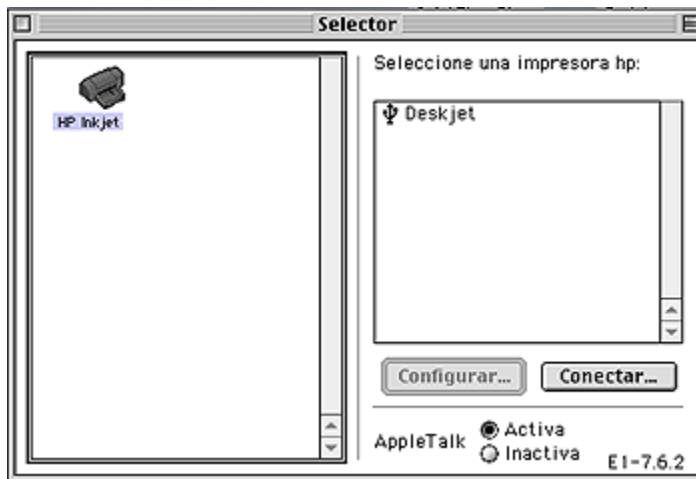 Selector
HP Inkjet
Seleccione una impresora hp:
Deskjet
Configurar...
Conectar...
AppleTalk
Activa
Inactiva
E1-7.6.2